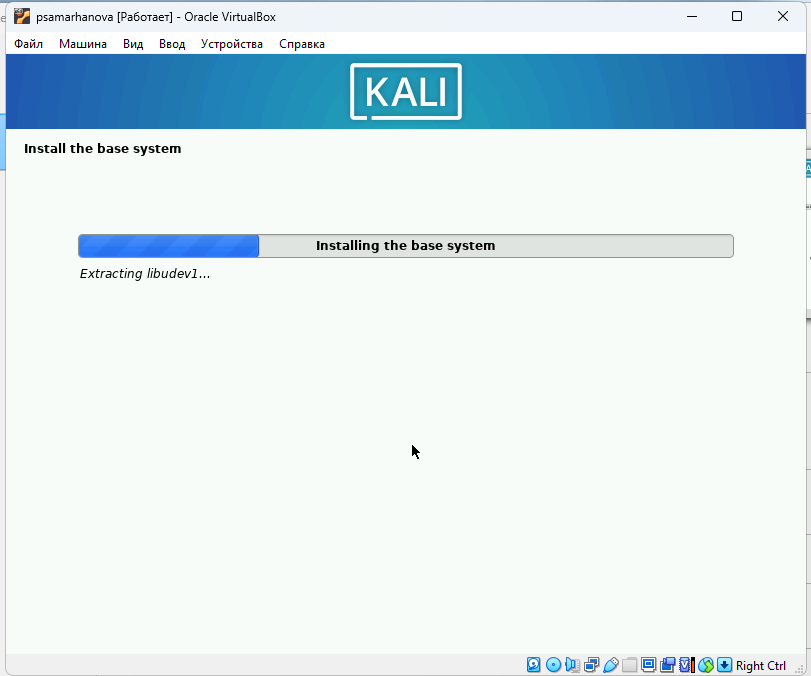 psamarhanova [Работает] - Oracle VirtualBox
Файл Машина Вид Ввод Устройства Справка
KALI
Install the base system
Installing the base system
Extracting libudev1...
Right Ctrl